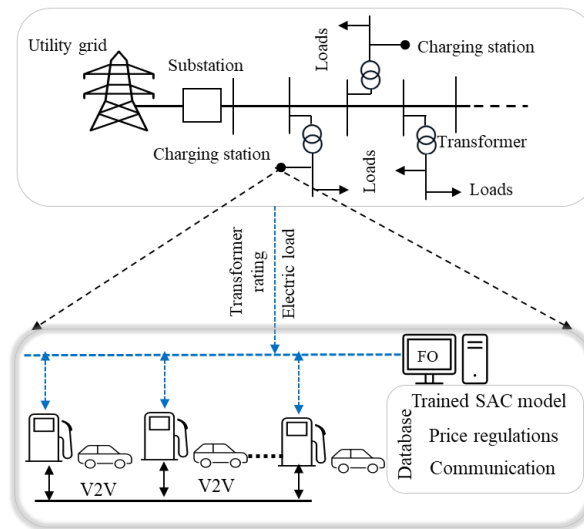 Utility grid
Substation
Loads
Charging station
Charging station
Loads
Transformer
Loads
Transformer
rating
Electric load
FO
Trained SAC model
Price regulations
Communication
Database
V2V
V2V